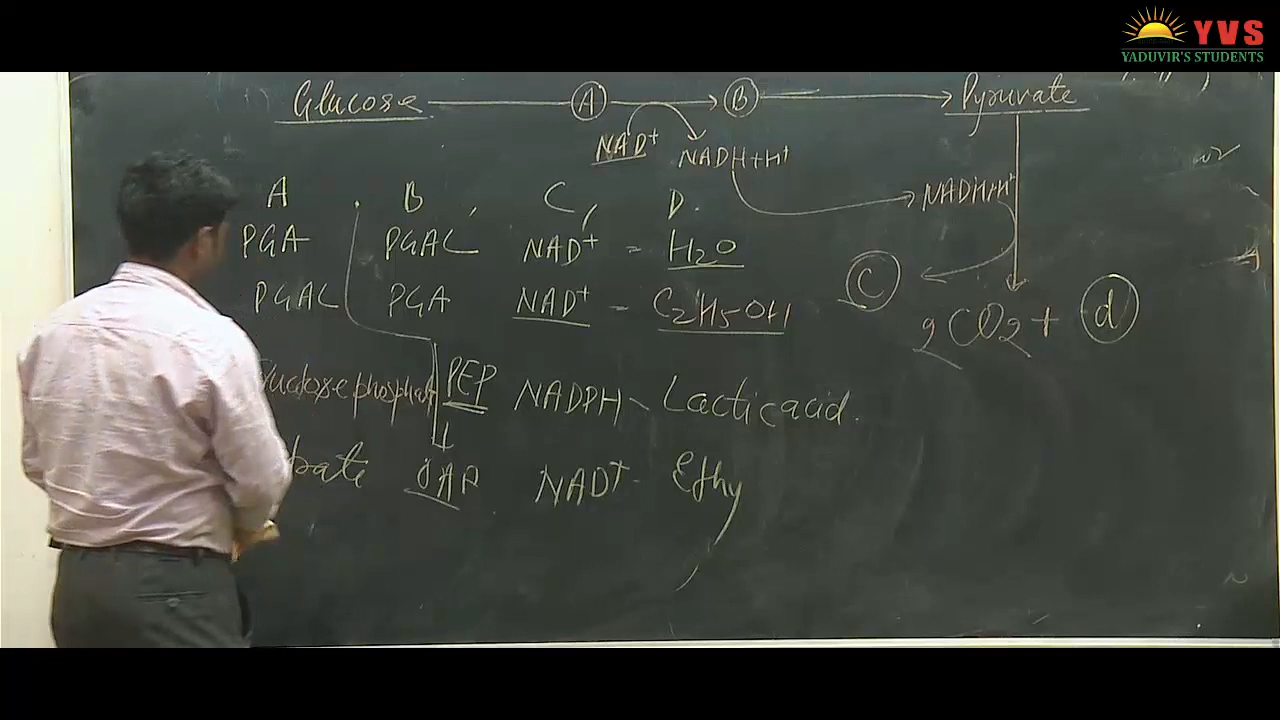 YVS
YADUVIR'S STUDENTS
Glucose A B Pyruvate
NAD+ NADH+H+
NADH+H+
A B , C , D
PGA PGAL NAD+ - H2O
PGAL PGA NAD+ - C2H5OH
C
2CO2 + d
PEP NADPH - Lactic acid.
NAD+ - Ethy